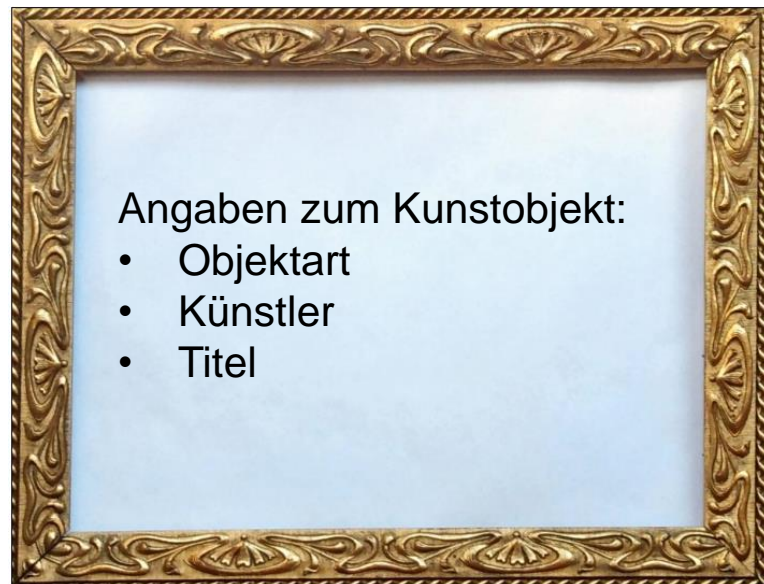 Angaben zum Kunstobjekt:
• Objektart
• Künstler
• Titel